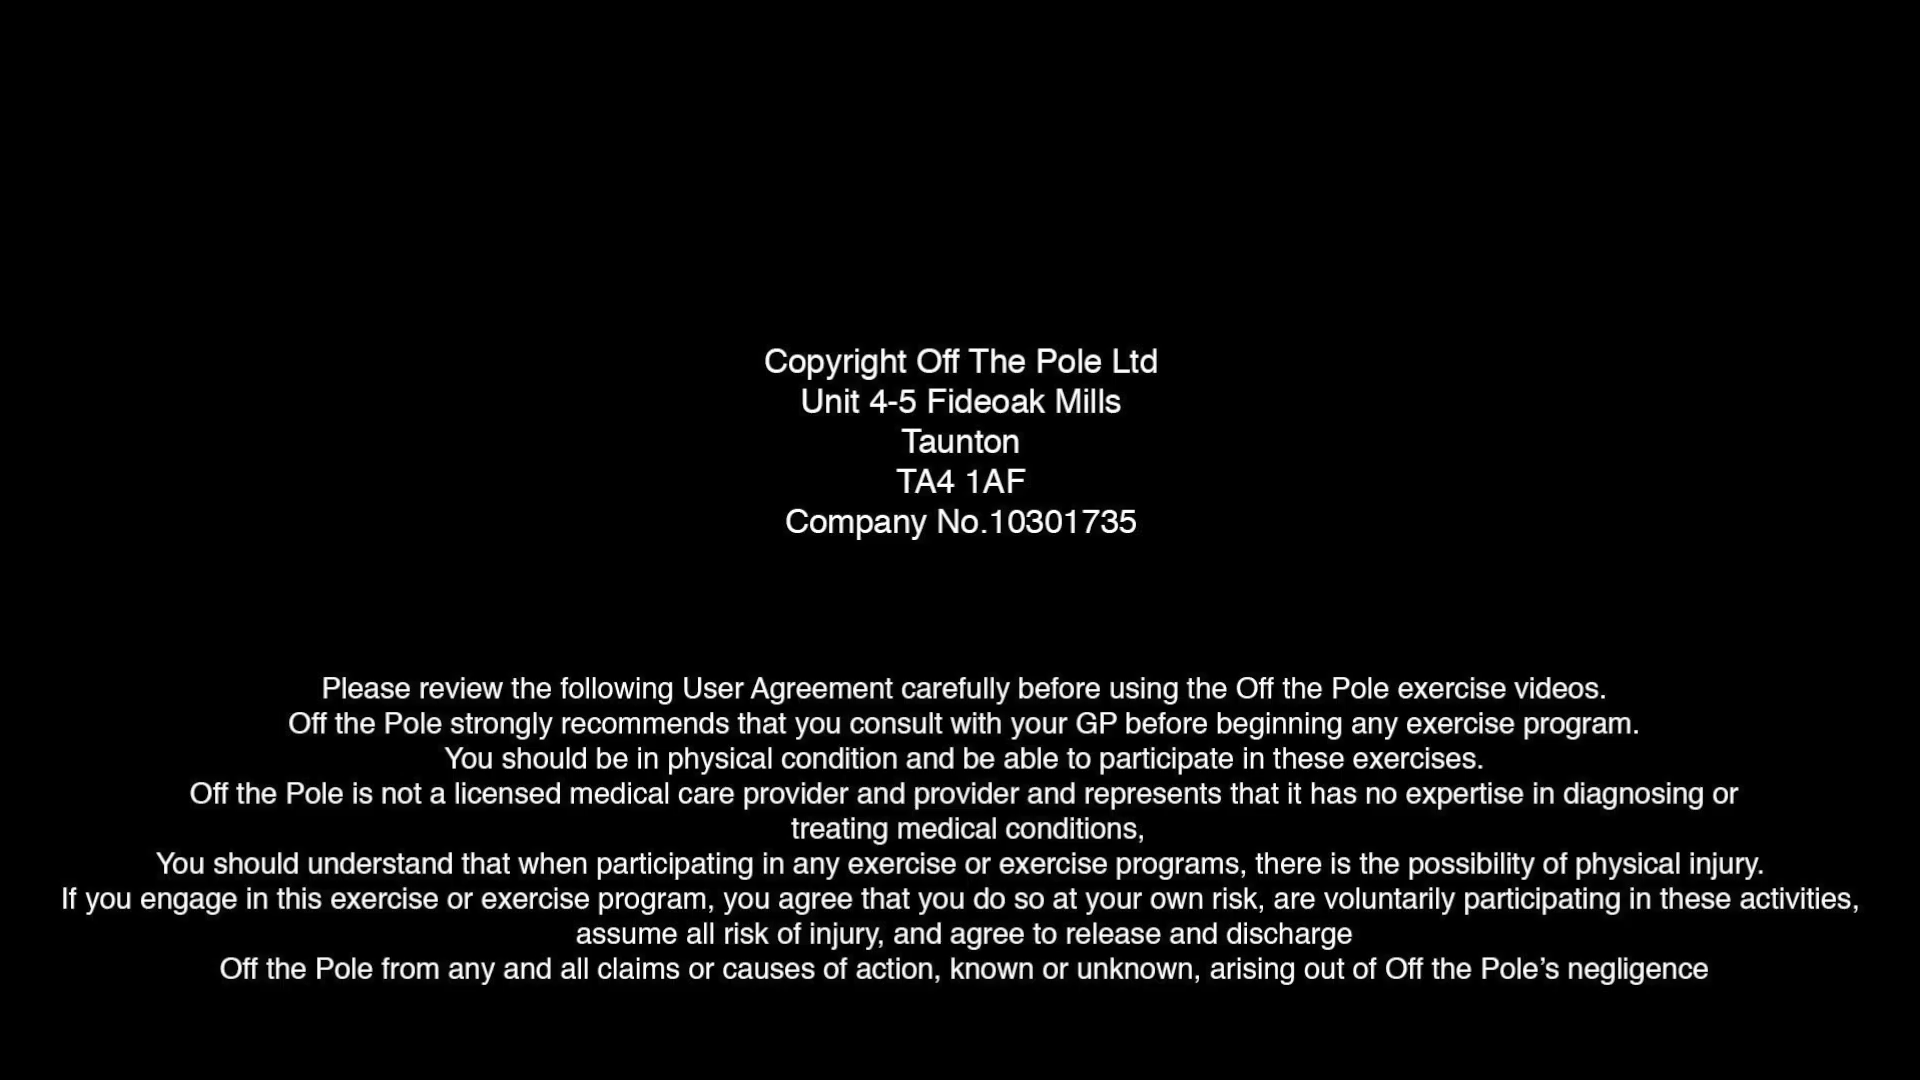 Copyright Off The Pole Ltd
Unit 4-5 Fideoak Mills
Taunton
TA4 1AF
Company No.10301735
Please review the following User Agreement carefully before using the Off the Pole exercise videos.
Off the Pole strongly recommends that you consult with your GP before beginning any exercise program.
You should be in physical condition and be able to participate in these exercises.
Off the Pole is not a licensed medical care provider and provider and represents that it has no expertise in diagnosing or
treating medical conditions,
You should understand that when participating in any exercise or exercise programs, there is the possibility of physical injury.
If you engage in this exercise or exercise program, you agree that you do so at your own risk, are voluntarily participating in these activities,
assume all risk of injury, and agree to release and discharge
Off the Pole from any and all claims or causes of action, known or unknown, arising out of Off the Pole’s negligence